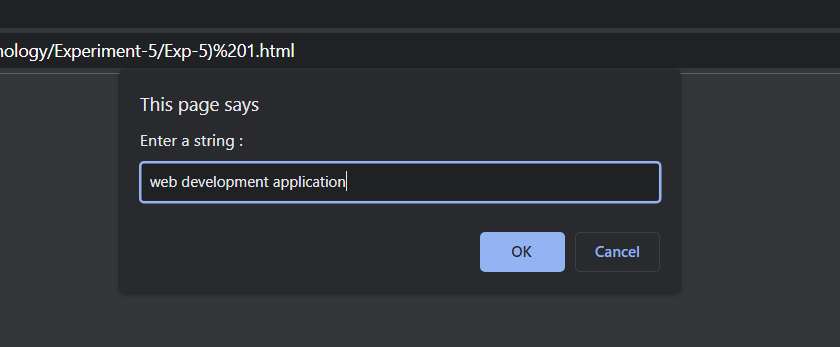 nology/Experiment-5/Exp-5)%201.html
This page says
Enter a string :
web development application
OK
Cancel